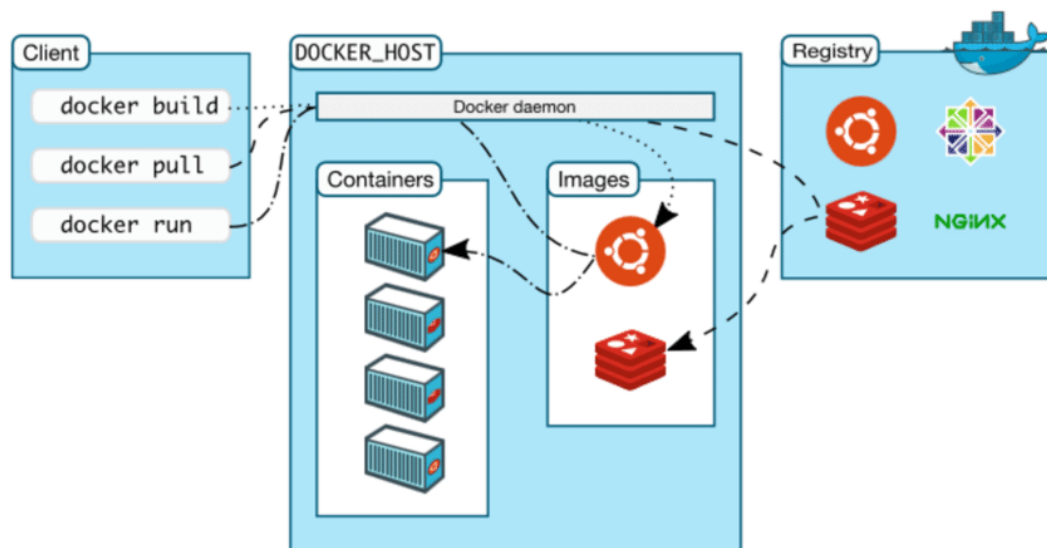 Client
docker build
docker pull
docker run
DOCKER_HOST
Docker daemon
Containers
Images
Registry
NGiNX